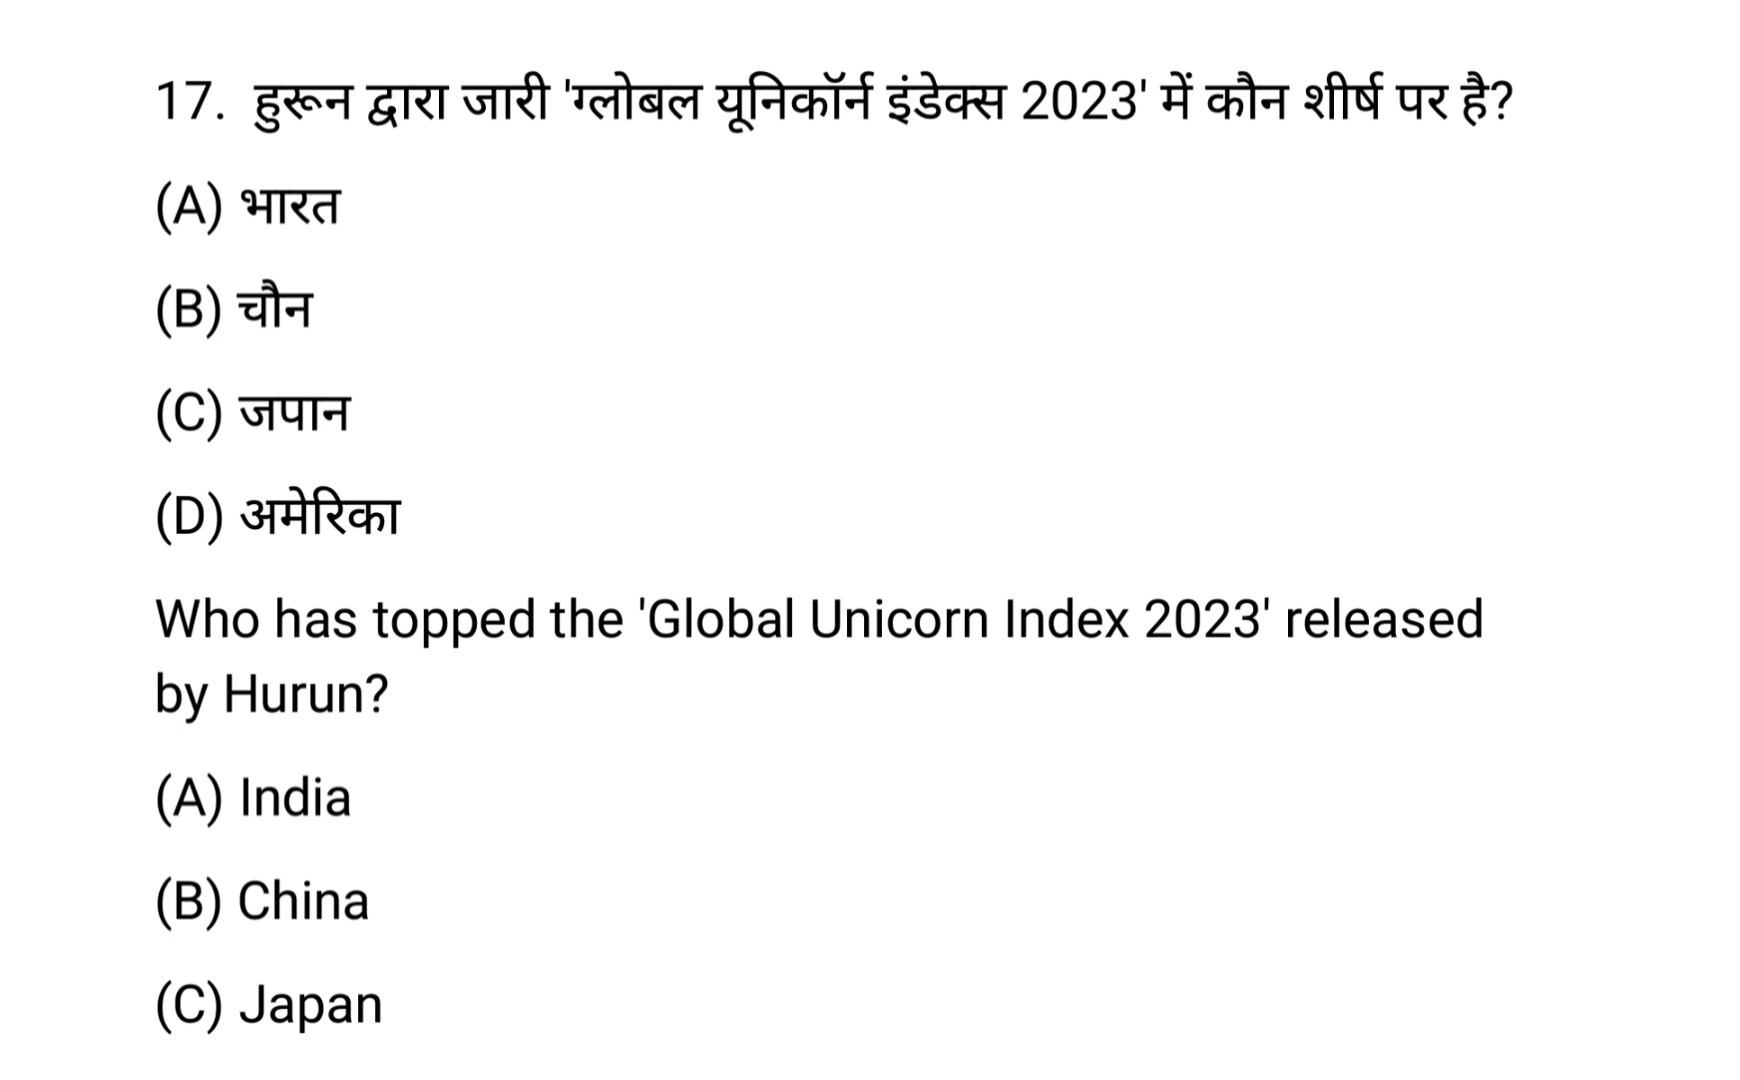 17. हुरून द्वारा जारी 'ग्लोबल यूनिकॉर्न इंडेक्स 2023' में कौन शीर्ष पर है?
(A) भारत
(B) चौन
(C) जपान
(D) अमेरिका
Who has topped the 'Global Unicorn Index 2023' released
by Hurun?
(A) India
(B) China
(C) Japan